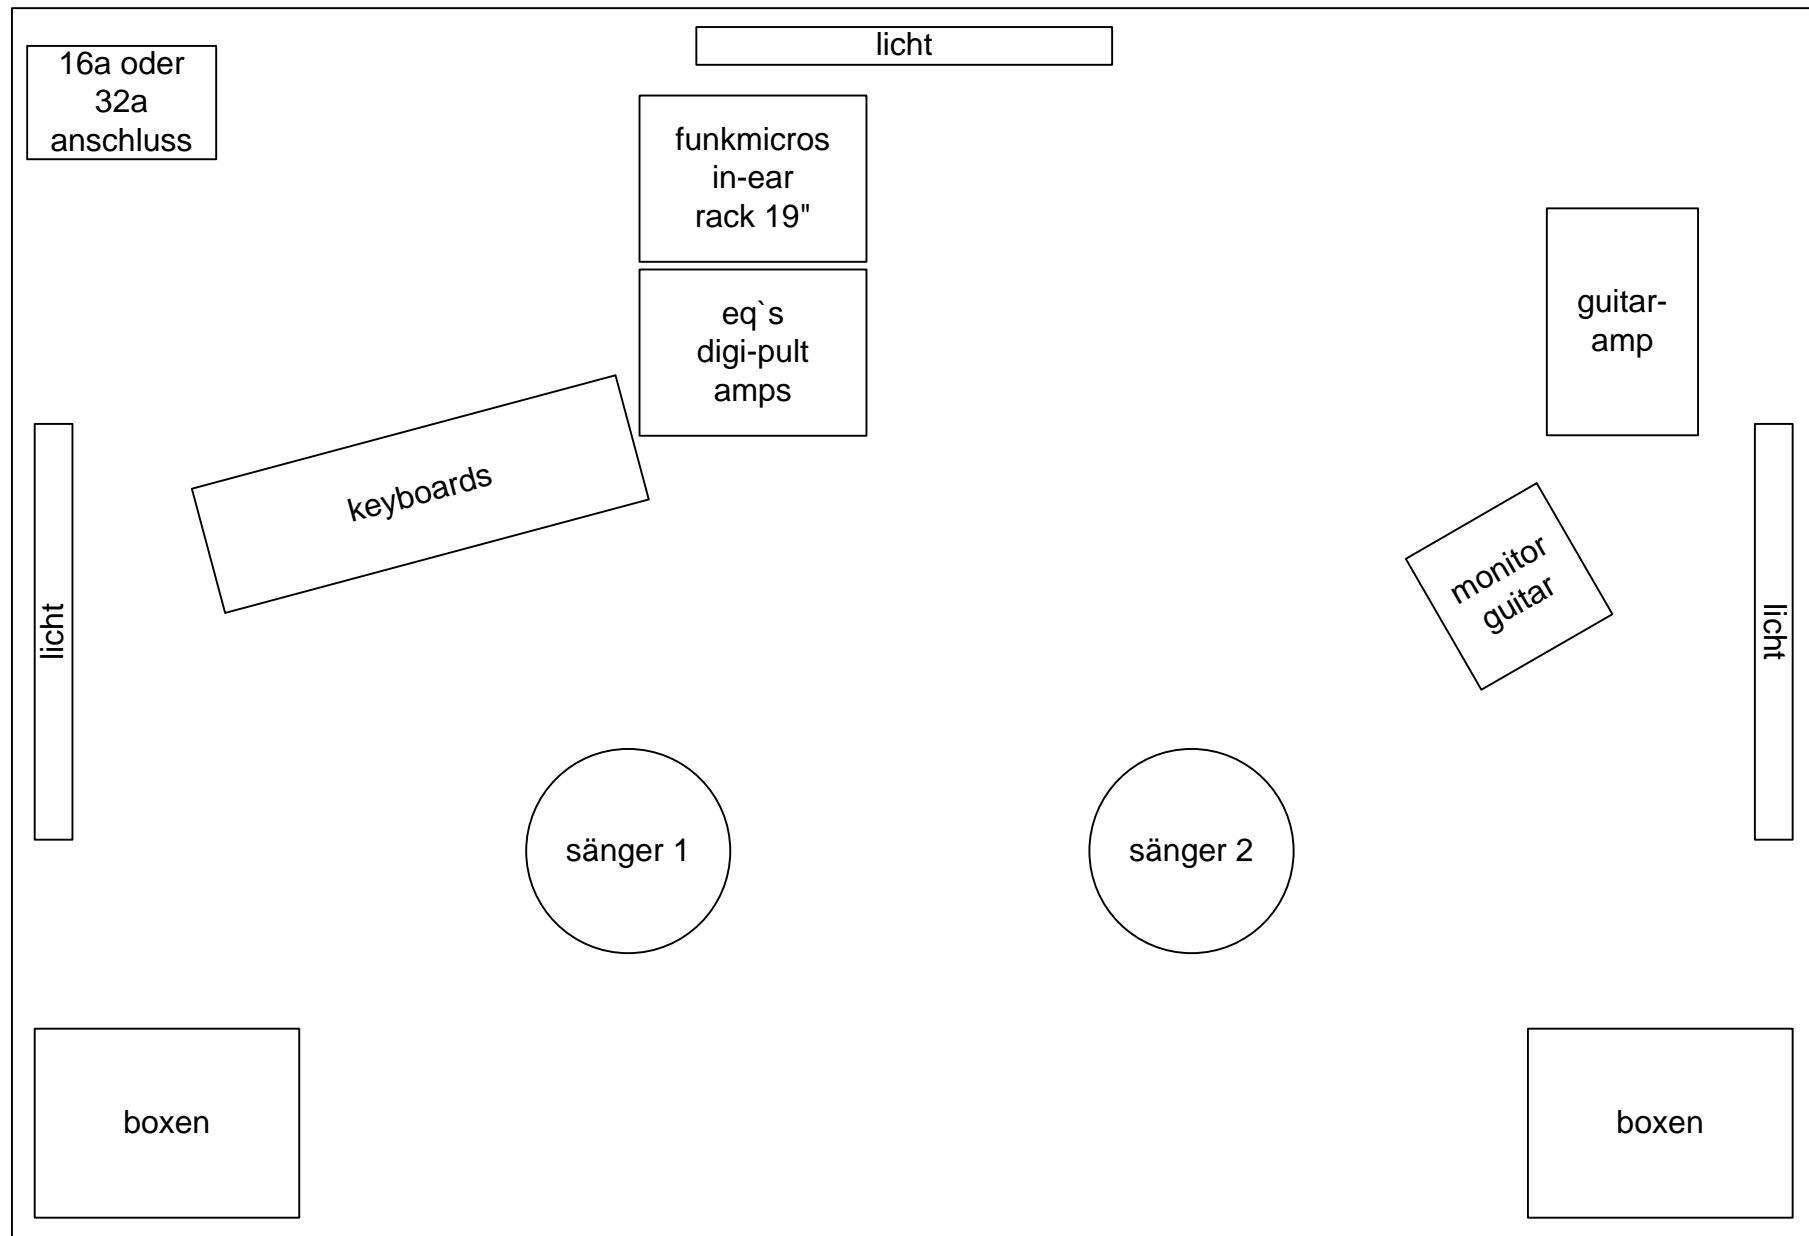 licht
16a oder
32a
anschluss
funkmicros
in-ear
rack 19"
eq`s
digi-pult
amps
guitar-
amp
keyboards
monitor
guitar
licht
licht
sänger 1
sänger 2
boxen
boxen